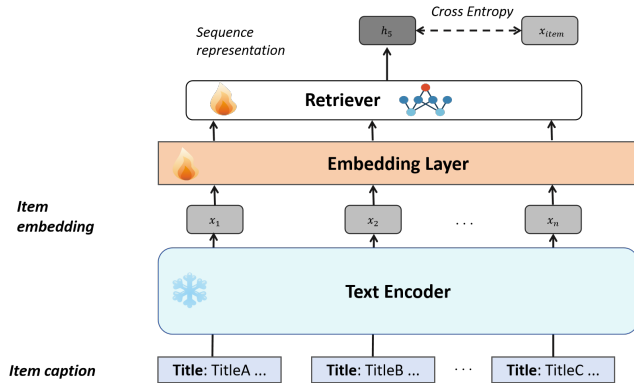 Cross Entropy
Sequence
representation
h5
xitem
Retriever
Embedding Layer
Item
embedding
x1
x2
. . .
xn
Text Encoder
Item caption
Title: TitleA ...
Title: TitleB ...
. . .
Title: TitleC ...